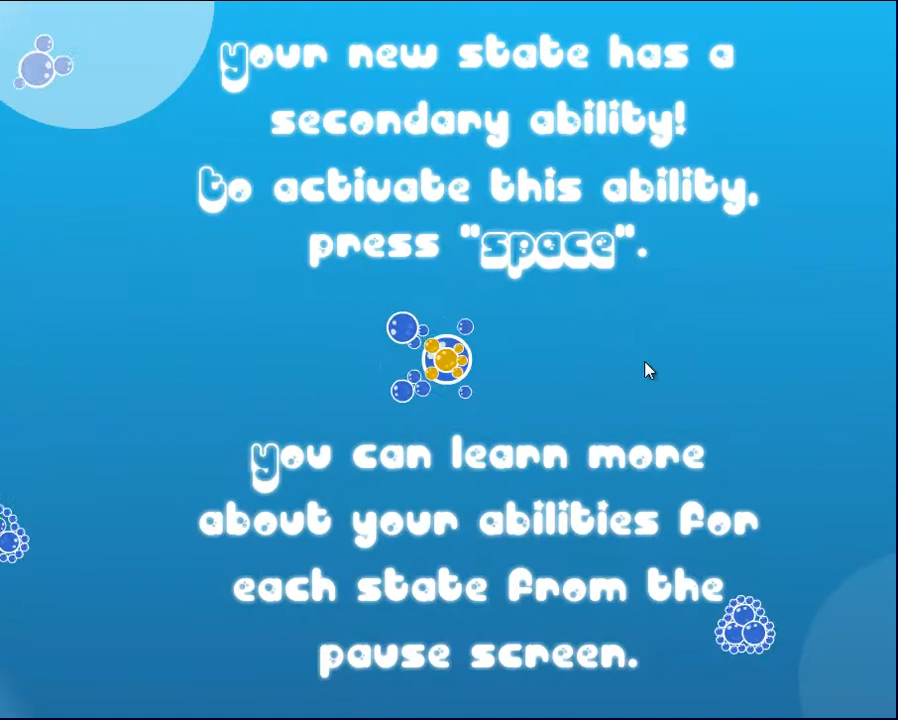 your new state has a
secondary ability!
to activate this ability,
press "space".
you can learn more
about your abilities for
each state from the
pause screen.